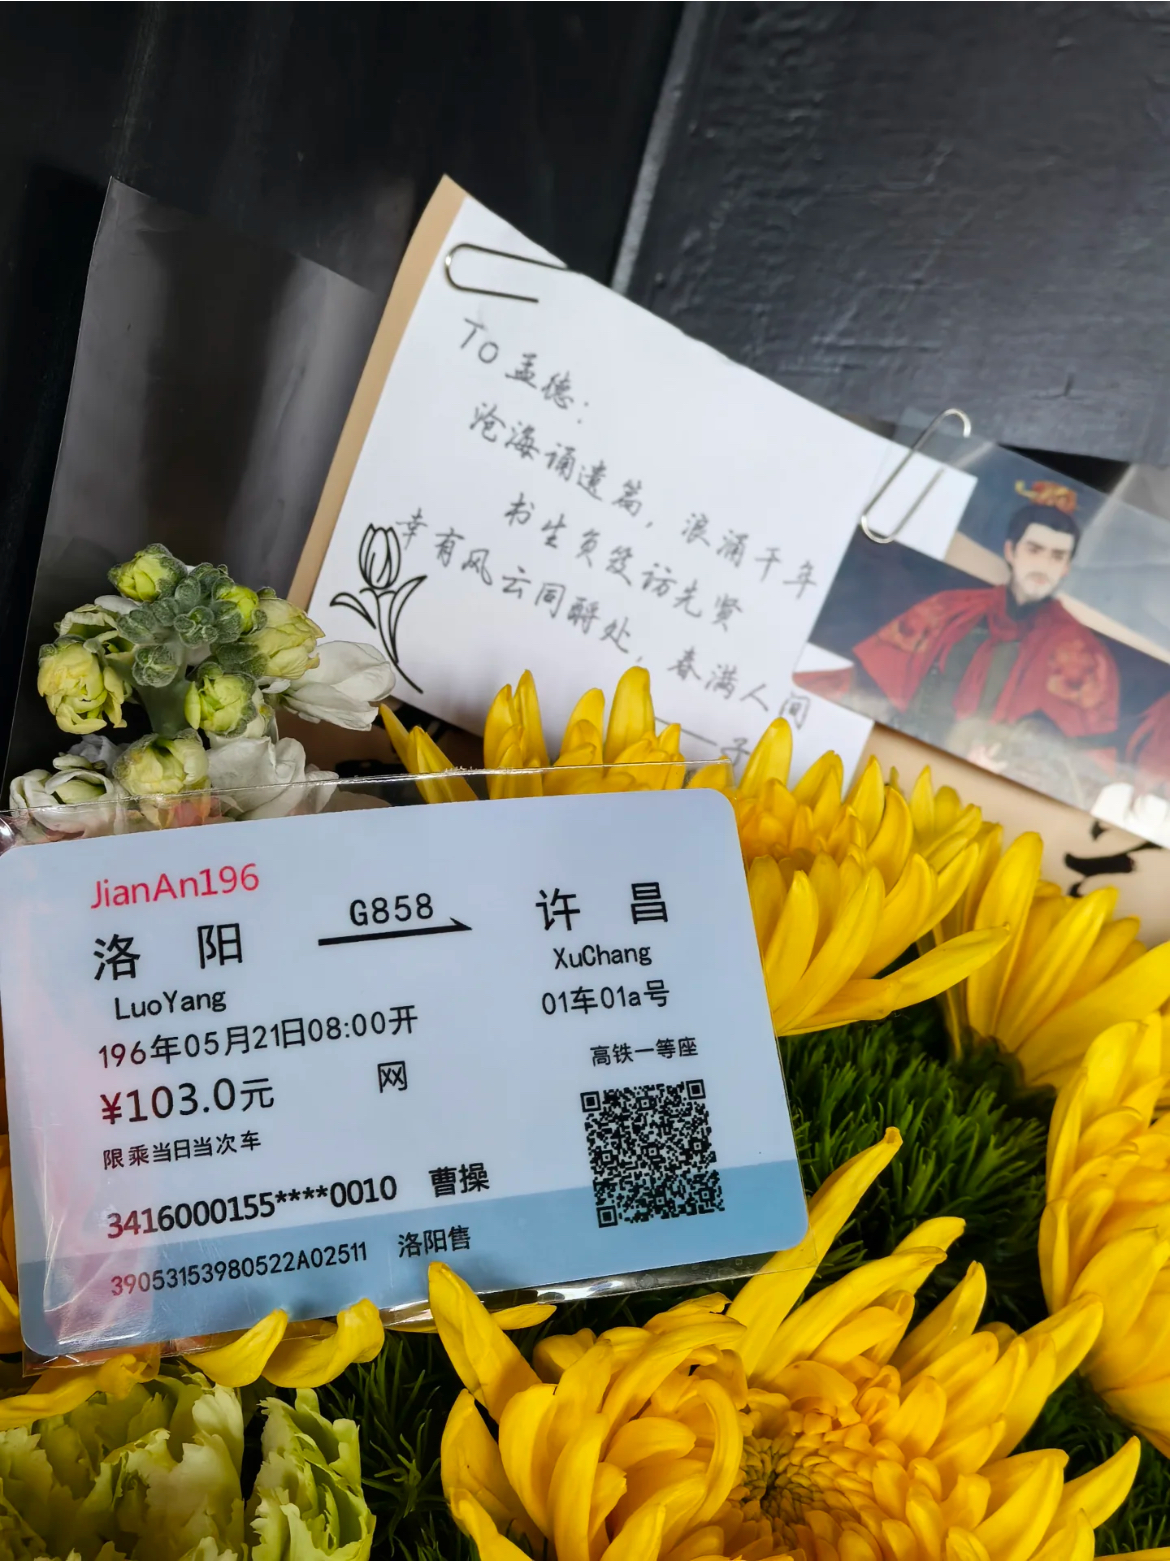 To 孟德：
沧海诵遗篇，浪涌千年
书生负笈访先贤
幸有风云同酹处，春满人间
JianAn196
洛阳 G858 许昌
LuoYang XuChang
196年05月21日08:00开 01车01a号
¥103.0元 网 高铁一等座
限乘当日当次车
3416000155****0010 曹操
39053153980522A02511 洛阳售